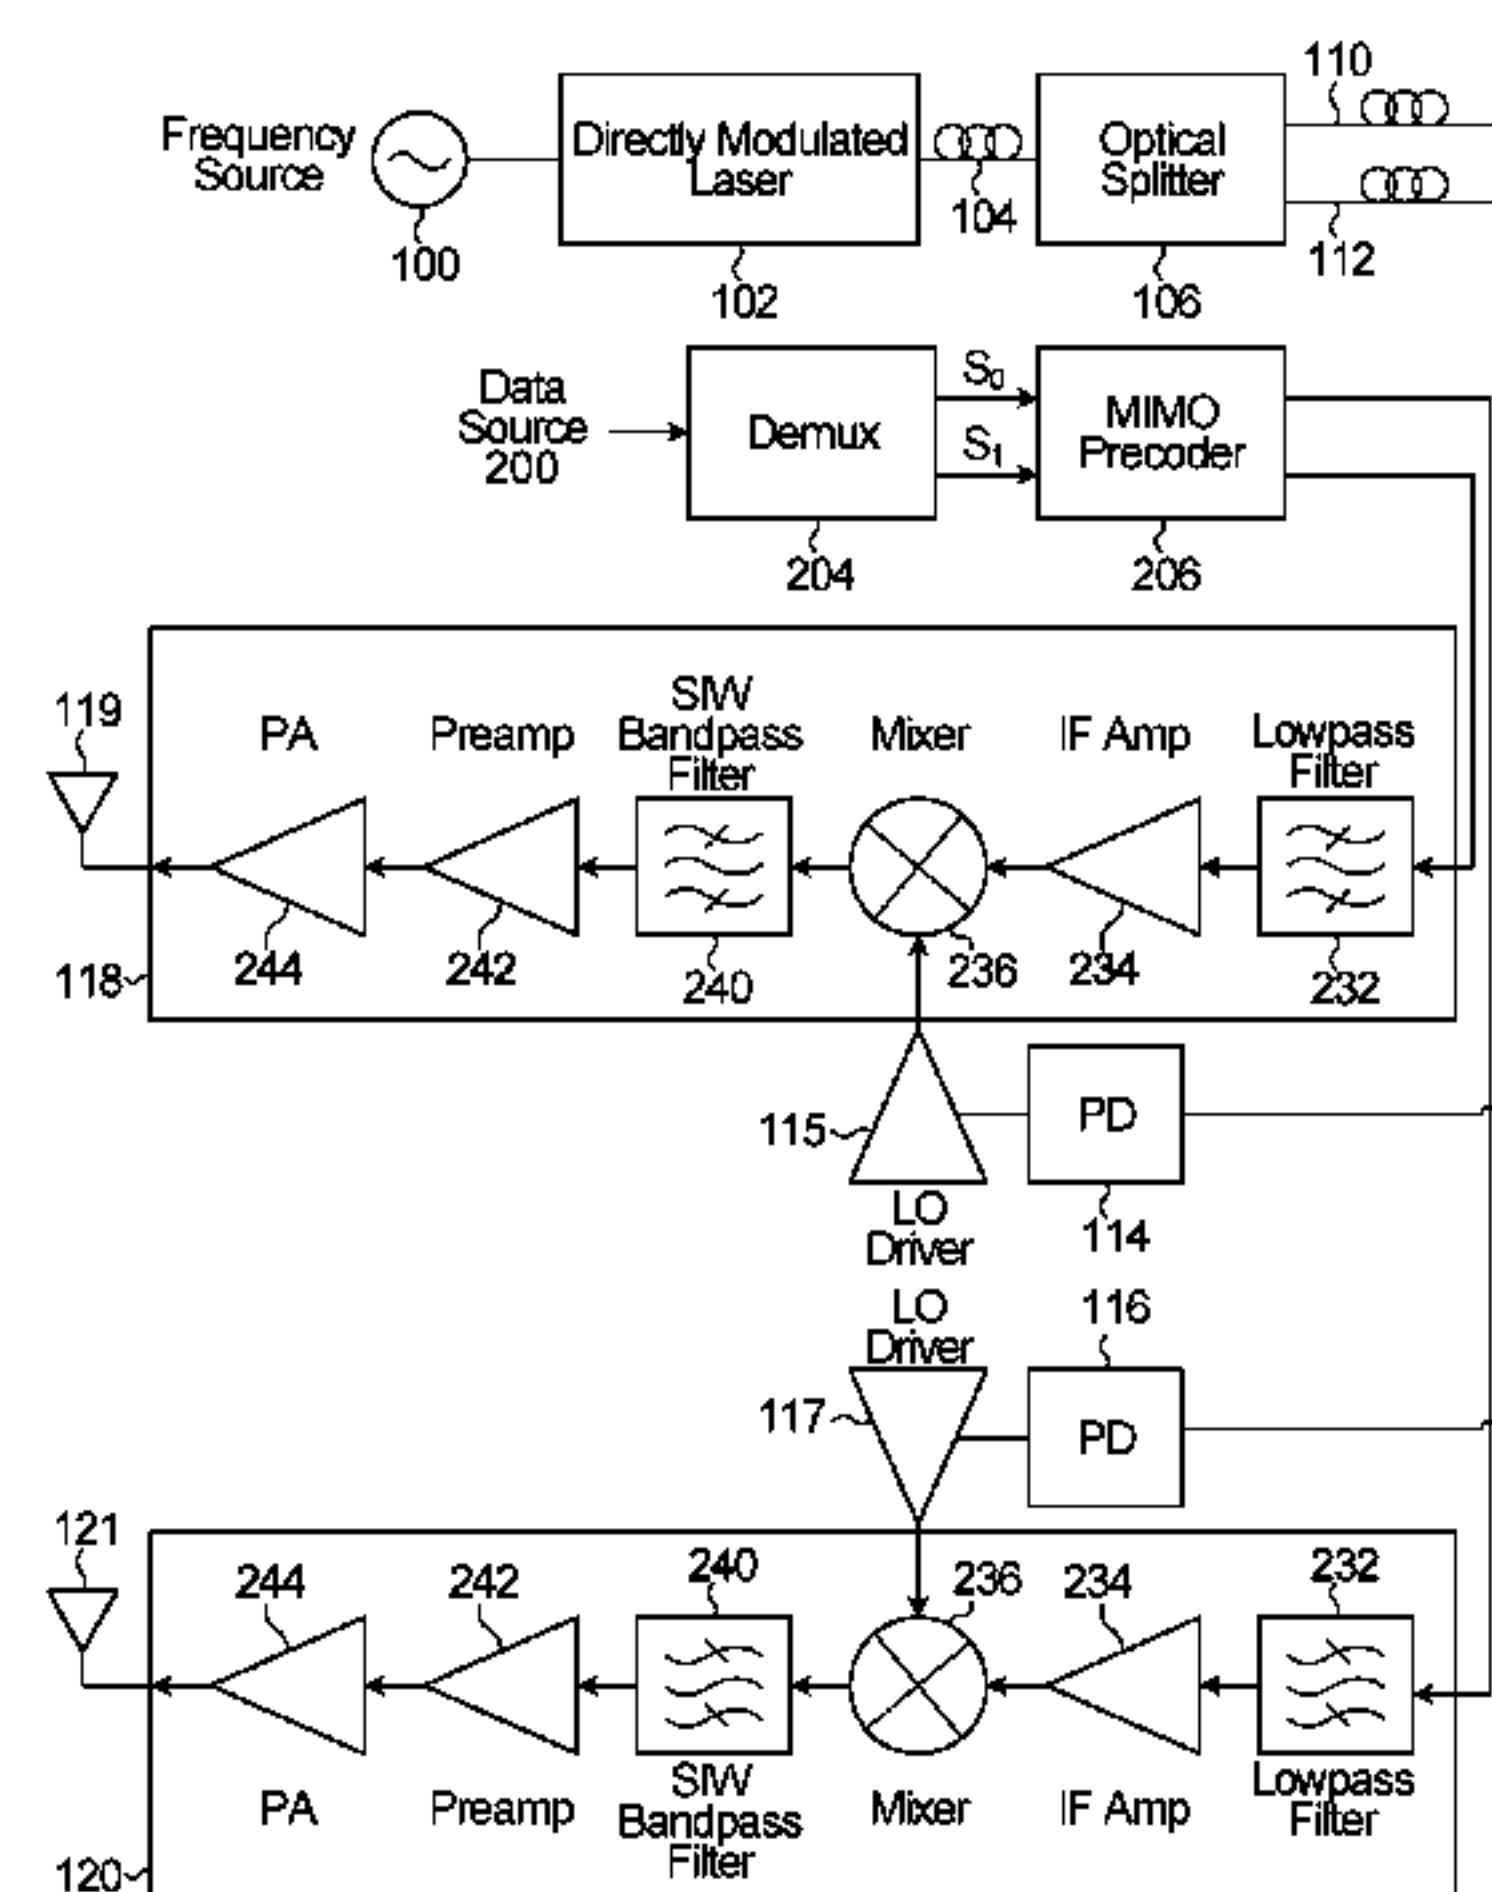 110
Frequency
Source
Directly Modulated
Laser
Optical
Splitter
104
100
112
102
106
Data
Source
200
Demux
S0
S1
MIMO
Precoder
204
206
119
PA
Preamp
SIW
Bandpass
Filter
Mixer
IF Amp
Lowpass
Filter
118
244
242
240
236
234
232
115
PD
LO
Driver
114
LO
Driver
116
117
PD
121
244
242
240
236
234
232
PA
Preamp
SIW
Bandpass
Filter
Mixer
IF Amp
Lowpass
Filter
120